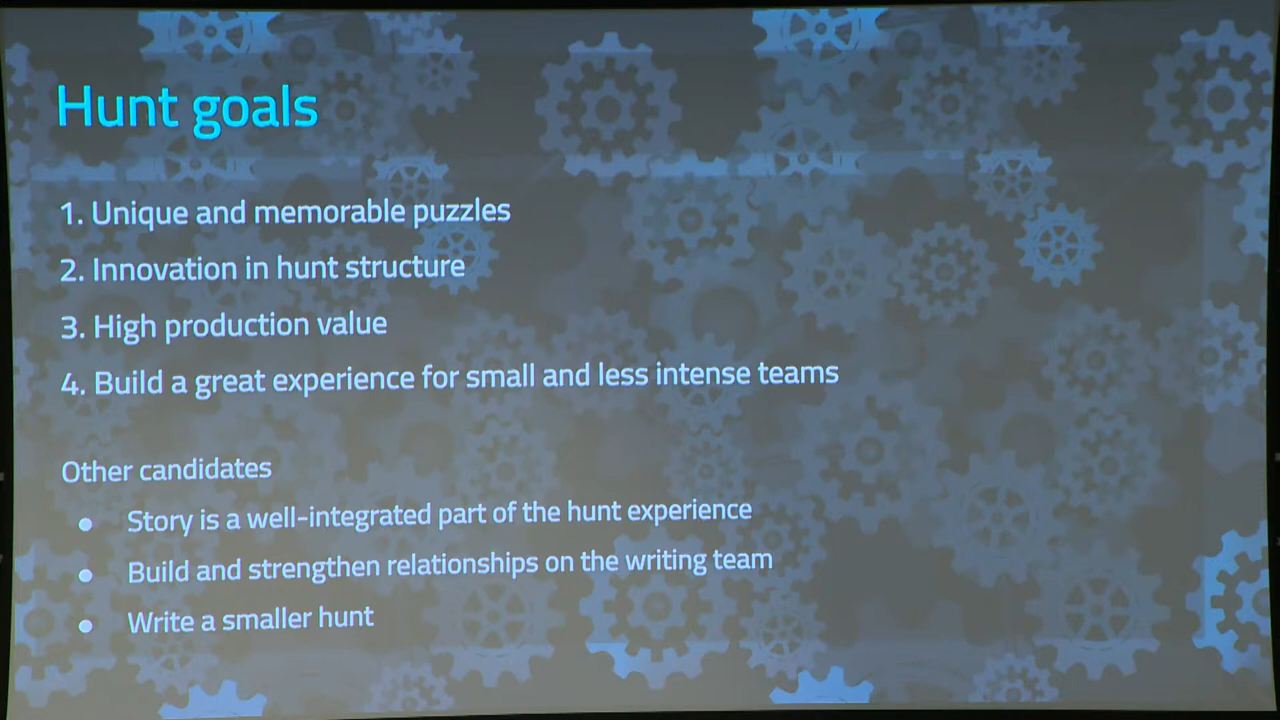 Hunt goals
1. Unique and memorable puzzles
2. Innovation in hunt structure
3. High production value
4. Build a great experience for small and less intense teams
Other candidates
● Story is a well-integrated part of the hunt experience
● Build and strengthen relationships on the writing team
● Write a smaller hunt